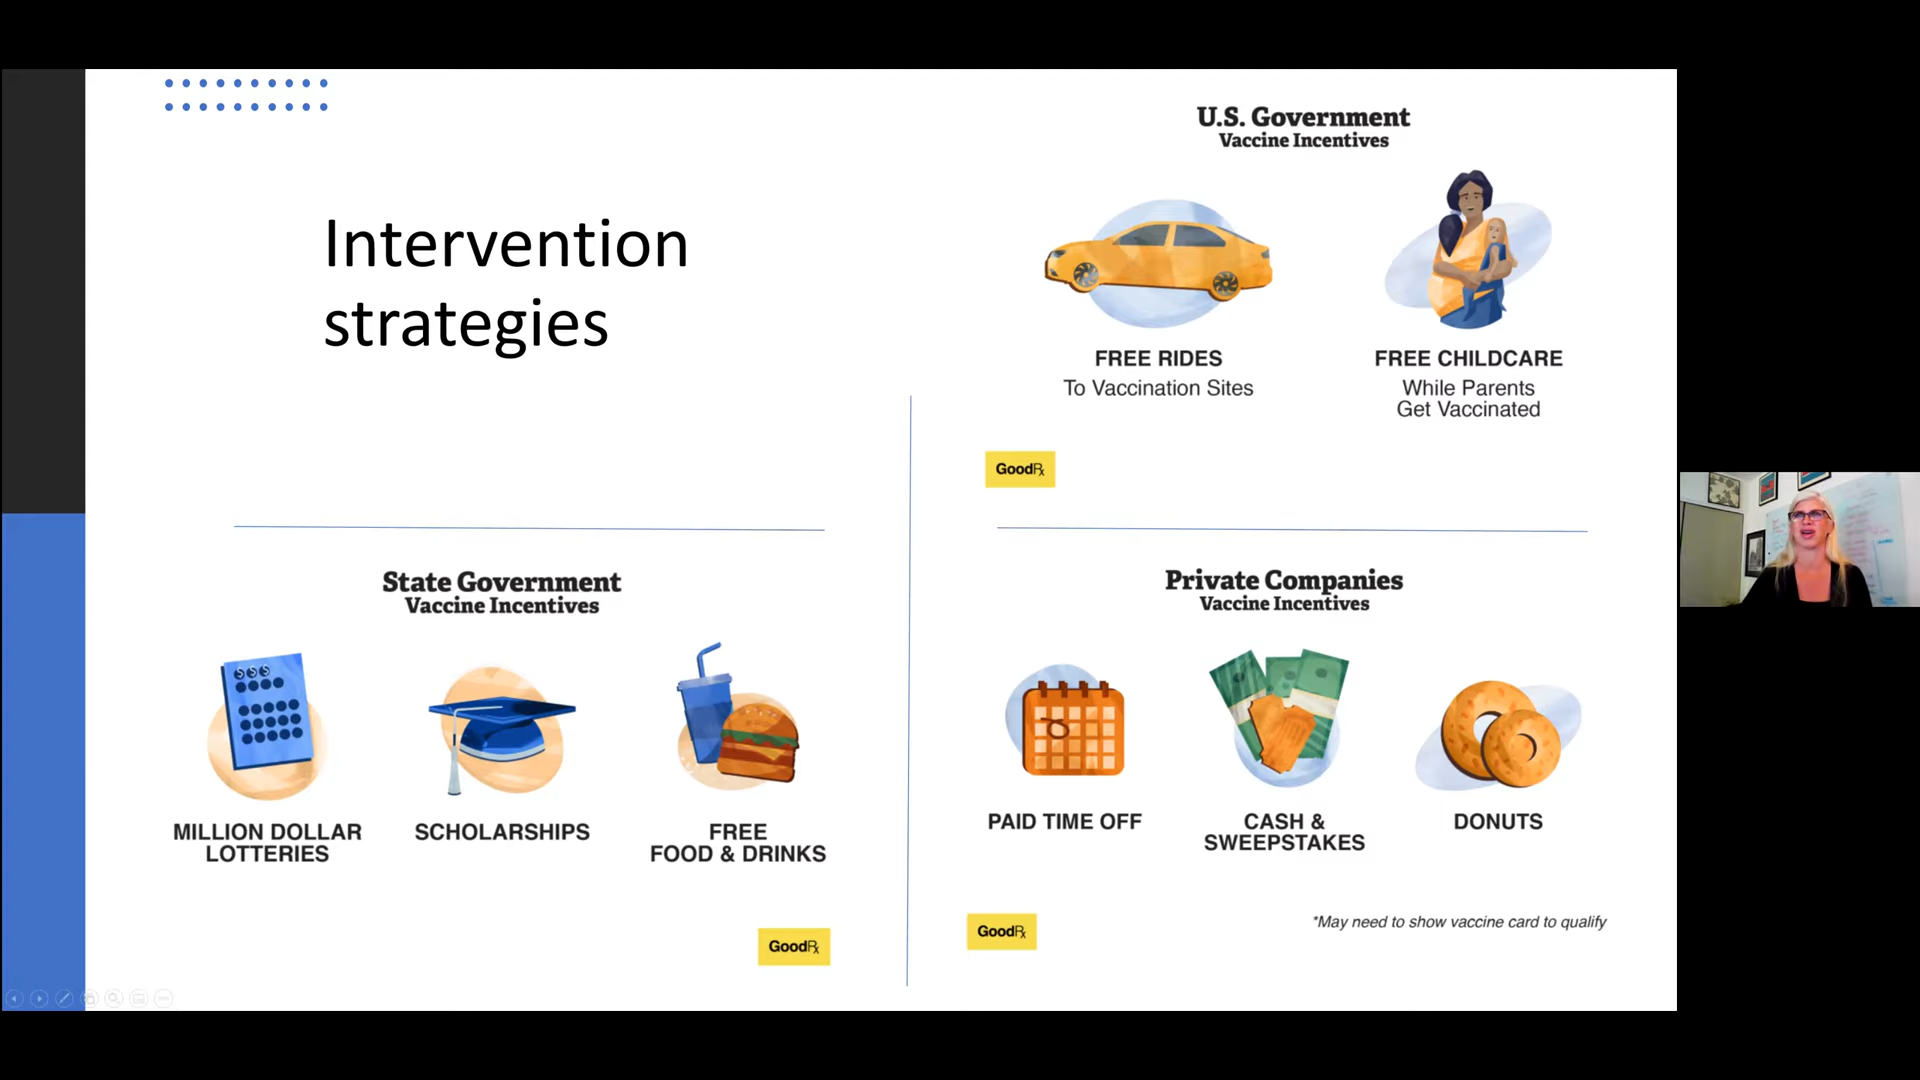 Intervention
strategies
U.S. Government
Vaccine Incentives
FREE RIDES
To Vaccination Sites
FREE CHILDCARE
While Parents
Get Vaccinated
GoodRx
State Government
Vaccine Incentives
$$$
MILLION DOLLAR
LOTTERIES
SCHOLARSHIPS
FREE
FOOD & DRINKS
GoodRx
Private Companies
Vaccine Incentives
PAID TIME OFF
CASH &
SWEEPSTAKES
DONUTS
*May need to show vaccine card to qualify
GoodRx